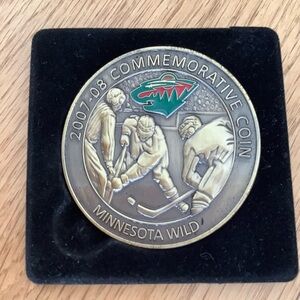 2007-08 COMMEMORATIVE COIN
MINNESOTA WILD